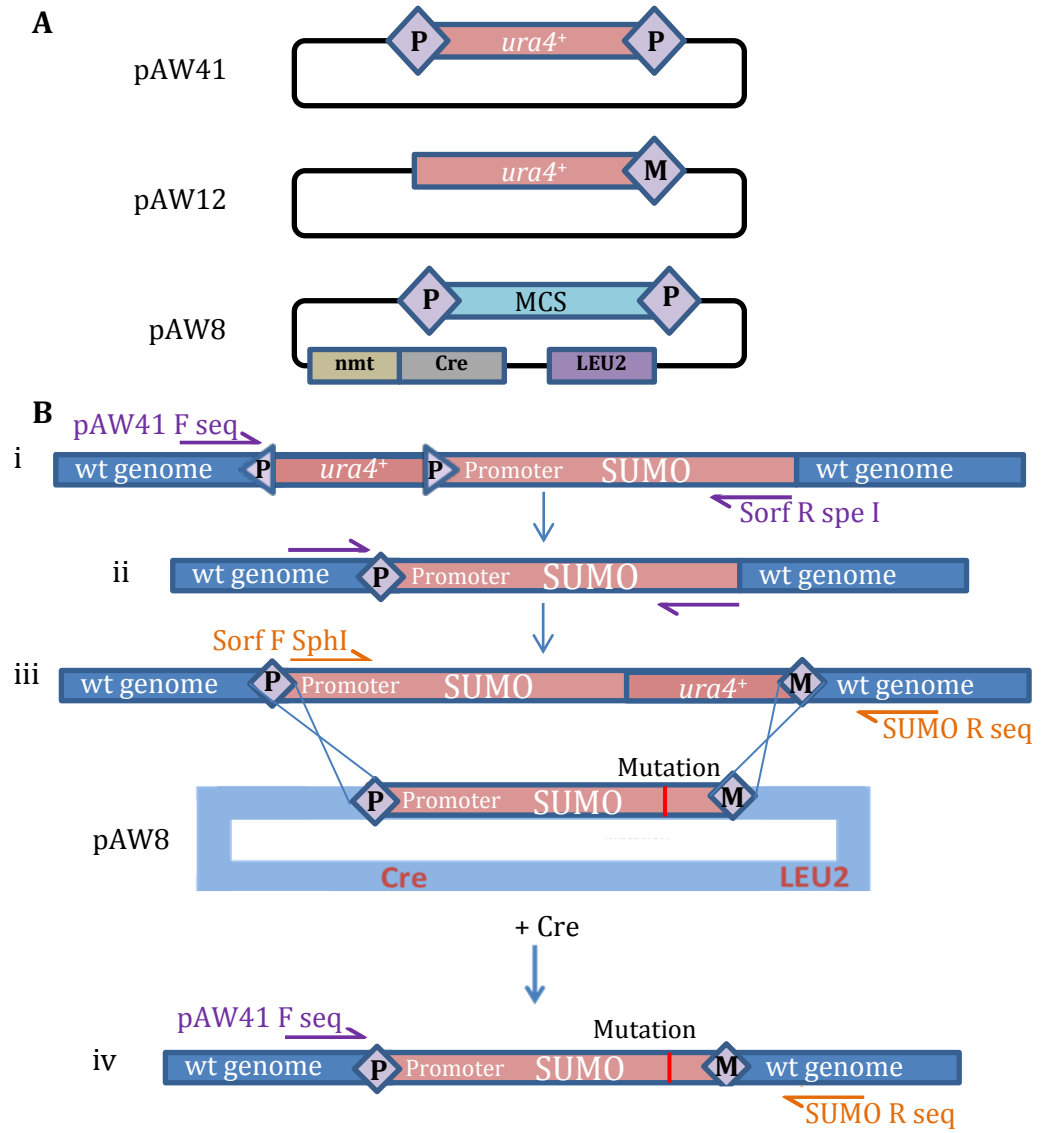 A
P ura4+ P
pAW41
ura4+ M
pAW12
P MCS P
pAW8
nmt Cre LEU2
B
pAW41 F seq
i
wt genome P ura4+ P Promoter SUMO wt genome
Sorf R spe I
ii
wt genome P Promoter SUMO wt genome
Sorf F SphI
iii
wt genome P Promoter SUMO ura4+ M wt genome
SUMO R seq
Mutation
P Promoter SUMO M
pAW8
Cre LEU2
+ Cre
pAW41 F seq
Mutation
iv
wt genome P Promoter SUMO M wt genome
SUMO R seq